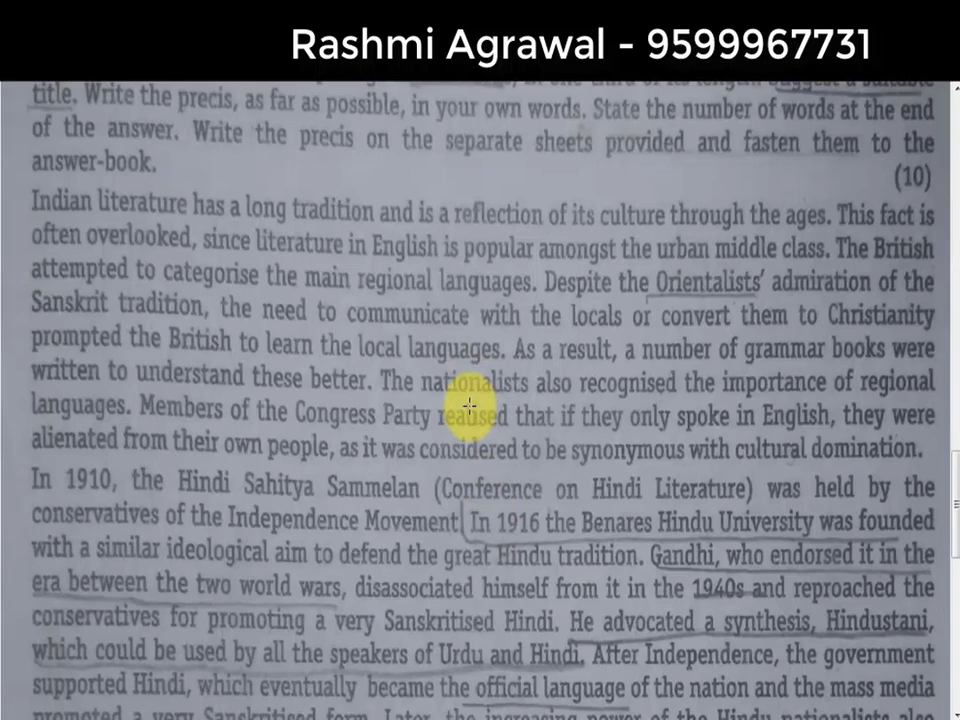 Rashmi Agrawal - 9599967731
title. Write the precis, as far as possible, in your own words. State the number of words at the end
of the answer. Write the precis on the separate sheets provided and fasten them to the
answer-book. (10)
Indian literature has a long tradition and is a reflection of its culture through the ages. This fact is
often overlooked, since literature in English is popular amongst the urban middle class. The British
attempted to categorise the main regional languages. Despite the Orientalists' admiration of the
Sanskrit tradition, the need to communicate with the locals or convert them to Christianity
prompted the British to learn the local languages. As a result, a number of grammar books were
written to understand these better. The nationalists also recognised the importance of regional
languages. Members of the Congress Party realised that if they only spoke in English, they were
alienated from their own people, as it was considered to be synonymous with cultural domination.
In 1910, the Hindi Sahitya Sammelan (Conference on Hindi Literature) was held by the
conservatives of the Independence Movement. In 1916 the Benares Hindu University was founded
with a similar ideological aim to defend the great Hindu tradition. Gandhi, who endorsed it in the
era between the two world wars, disassociated himself from it in the 1940s and reproached the
conservatives for promoting a very Sanskritised Hindi. He advocated a synthesis, Hindustani,
which could be used by all the speakers of Urdu and Hindi. After Independence, the government
supported Hindi, which eventually became the official language of the nation and the mass media
promoted a very Sanskritised form. Later, the increasing power of the Hindu nationalists also